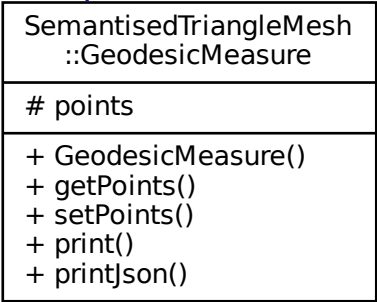 SemantisedTriangleMesh
::GeodesicMeasure
# points
+ GeodesicMeasure()
+ getPoints()
+ setPoints()
+ print()
+ printJson()